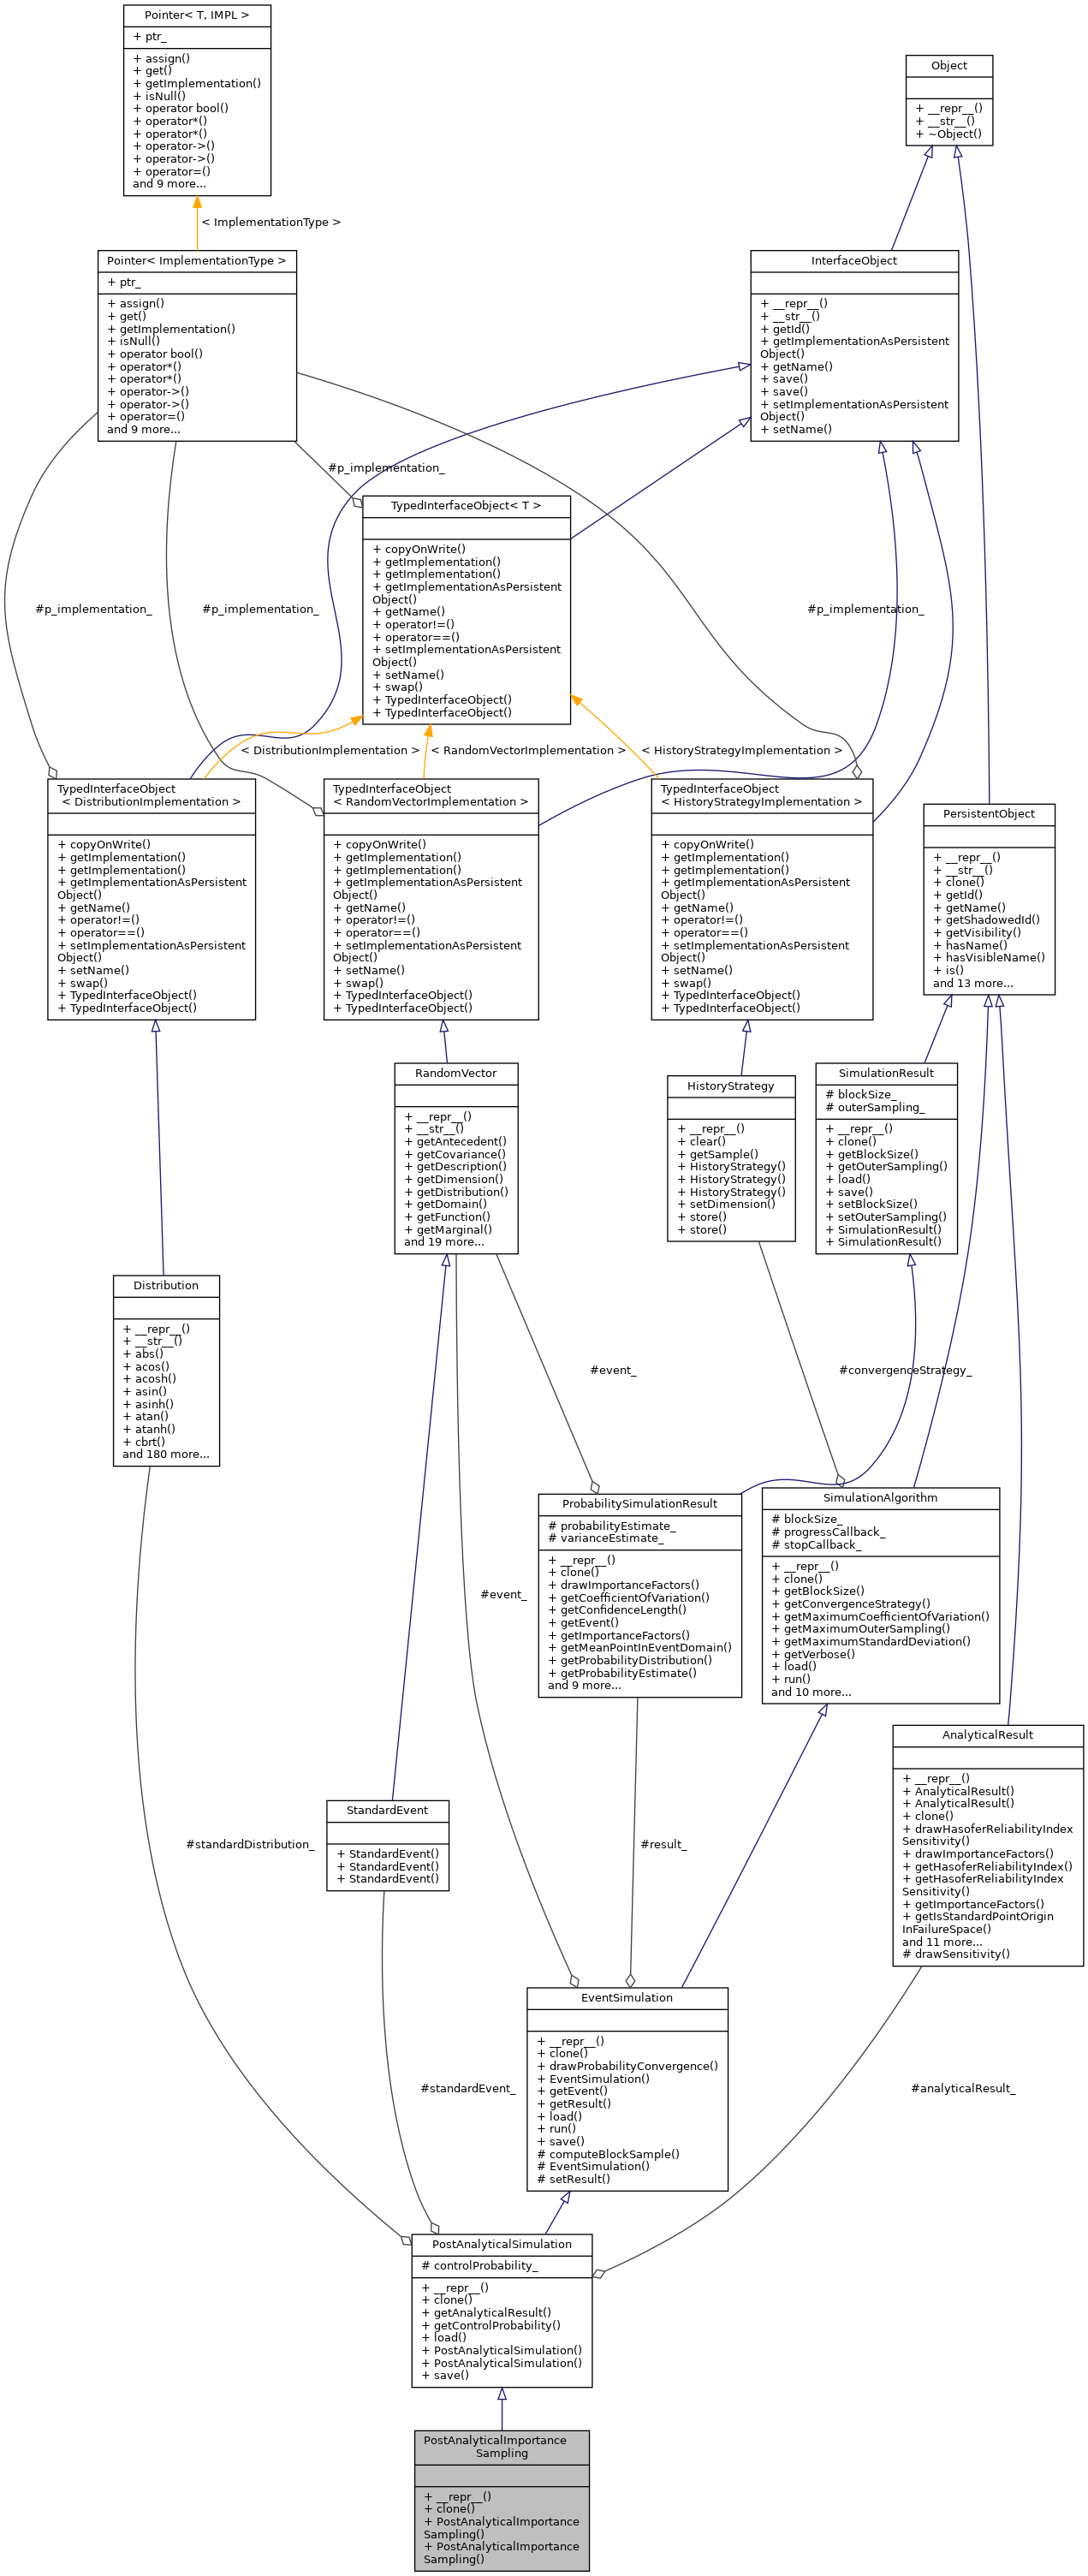 Pointer< T, IMPL >
+ ptr_
+ assign()
+ get()
+ getImplementation()
+ isNull()
+ operator bool()
+ operator*()
+ operator*()
+ operator->()
+ operator->()
+ operator=()
and 9 more...
Object
+ __repr__()
+ __str__()
+ ~Object()
< ImplementationType >
Pointer< ImplementationType >
+ ptr_
+ assign()
+ get()
+ getImplementation()
+ isNull()
+ operator bool()
+ operator*()
+ operator*()
+ operator->()
+ operator->()
+ operator=()
and 9 more...
InterfaceObject
+ __repr__()
+ __str__()
+ getId()
+ getImplementationAsPersistent
Object()
+ getName()
+ save()
+ save()
+ setImplementationAsPersistent
Object()
+ setName()
#p_implementation_
TypedInterfaceObject< T >
+ copyOnWrite()
+ getImplementation()
+ getImplementation()
+ getImplementationAsPersistent
Object()
+ getName()
+ operator!=()
+ operator==()
+ setImplementationAsPersistent
Object()
+ setName()
+ swap()
+ TypedInterfaceObject()
+ TypedInterfaceObject()
#p_implementation_
#p_implementation_
#p_implementation_
< DistributionImplementation >
< RandomVectorImplementation >
< HistoryStrategyImplementation >
TypedInterfaceObject
< DistributionImplementation >
+ copyOnWrite()
+ getImplementation()
+ getImplementation()
+ getImplementationAsPersistent
Object()
+ getName()
+ operator!=()
+ operator==()
+ setImplementationAsPersistent
Object()
+ setName()
+ swap()
+ TypedInterfaceObject()
+ TypedInterfaceObject()
TypedInterfaceObject
< RandomVectorImplementation >
+ copyOnWrite()
+ getImplementation()
+ getImplementation()
+ getImplementationAsPersistent
Object()
+ getName()
+ operator!=()
+ operator==()
+ setImplementationAsPersistent
Object()
+ setName()
+ swap()
+ TypedInterfaceObject()
+ TypedInterfaceObject()
TypedInterfaceObject
< HistoryStrategyImplementation >
+ copyOnWrite()
+ getImplementation()
+ getImplementation()
+ getImplementationAsPersistent
Object()
+ getName()
+ operator!=()
+ operator==()
+ setImplementationAsPersistent
Object()
+ setName()
+ swap()
+ TypedInterfaceObject()
+ TypedInterfaceObject()
PersistentObject
+ __repr__()
+ __str__()
+ clone()
+ getId()
+ getName()
+ getShadowedId()
+ getVisibility()
+ hasName()
+ hasVisibleName()
+ is()
and 13 more...
RandomVector
+ __repr__()
+ __str__()
+ getAntecedent()
+ getCovariance()
+ getDescription()
+ getDimension()
+ getDistribution()
+ getDomain()
+ getFunction()
+ getMarginal()
and 19 more...
HistoryStrategy
+ __repr__()
+ clear()
+ getSample()
+ HistoryStrategy()
+ HistoryStrategy()
+ HistoryStrategy()
+ setDimension()
+ store()
+ store()
SimulationResult
# blockSize_
# outerSampling_
+ __repr__()
+ clone()
+ getBlockSize()
+ getOuterSampling()
+ load()
+ save()
+ setBlockSize()
+ setOuterSampling()
+ SimulationResult()
+ SimulationResult()
Distribution
+ __repr__()
+ __str__()
+ abs()
+ acos()
+ acosh()
+ asin()
+ asinh()
+ atan()
+ atanh()
+ cbrt()
and 180 more...
#event_
#convergenceStrategy_
ProbabilitySimulationResult
# probabilityEstimate_
# varianceEstimate_
+ __repr__()
+ clone()
+ drawImportanceFactors()
+ getCoefficientOfVariation()
+ getConfidenceLength()
+ getEvent()
+ getImportanceFactors()
+ getMeanPointInEventDomain()
+ getProbabilityDistribution()
+ getProbabilityEstimate()
and 9 more...
SimulationAlgorithm
# blockSize_
# progressCallback_
# stopCallback_
+ __repr__()
+ clone()
+ getBlockSize()
+ getConvergenceStrategy()
+ getMaximumCoefficientOfVariation()
+ getMaximumOuterSampling()
+ getMaximumStandardDeviation()
+ getVerbose()
+ load()
+ run()
and 10 more...
#event_
AnalyticalResult
+ __repr__()
+ AnalyticalResult()
+ AnalyticalResult()
+ clone()
+ drawHasoferReliabilityIndex
Sensitivity()
+ drawImportanceFactors()
+ getHasoferReliabilityIndex()
+ getHasoferReliabilityIndex
Sensitivity()
+ getImportanceFactors()
+ getIsStandardPointOrigin
InFailureSpace()
and 11 more...
# drawSensitivity()
StandardEvent
+ StandardEvent()
+ StandardEvent()
+ StandardEvent()
#standardDistribution_
#result_
EventSimulation
+ __repr__()
+ clone()
+ drawProbabilityConvergence()
+ EventSimulation()
+ getEvent()
+ getResult()
+ load()
+ run()
+ save()
# computeBlockSample()
# EventSimulation()
# setResult()
#standardEvent_
#analyticalResult_
PostAnalyticalSimulation
# controlProbability_
+ __repr__()
+ clone()
+ getAnalyticalResult()
+ getControlProbability()
+ load()
+ PostAnalyticalSimulation()
+ PostAnalyticalSimulation()
+ save()
PostAnalyticalImportance
Sampling
+ __repr__()
+ clone()
+ PostAnalyticalImportance
Sampling()
+ PostAnalyticalImportance
Sampling()